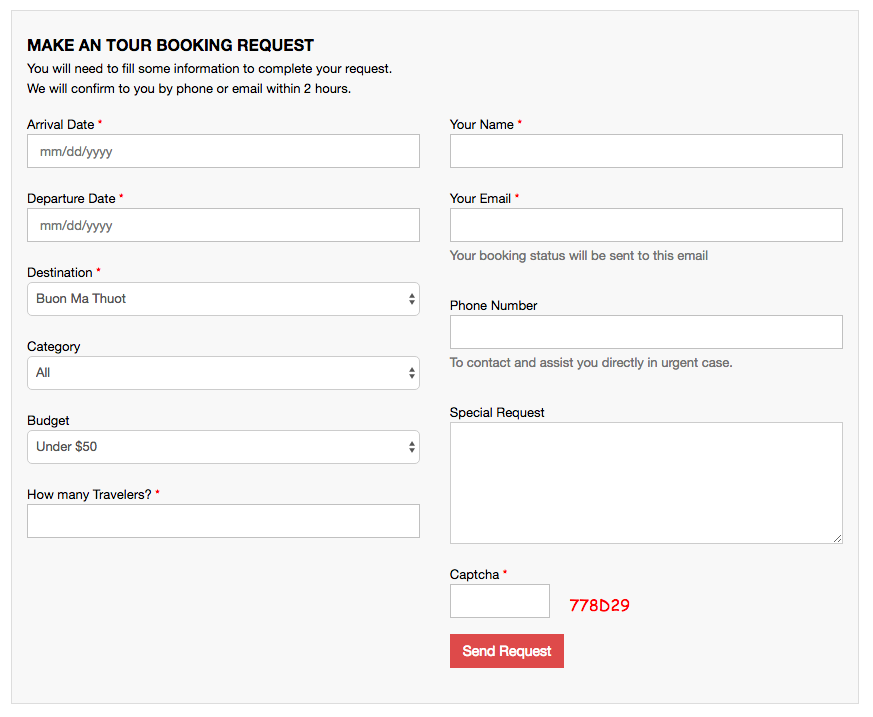 MAKE AN TOUR BOOKING REQUEST
You will need to fill some information to complete your request.
We will confirm to you by phone or email within 2 hours.
Arrival Date *
mm/dd/yyyy
Departure Date *
mm/dd/yyyy
Destination *
Buon Ma Thuot
Category
All
Budget
Under $50
How many Travelers? *
Your Name *
Your Email *
Your booking status will be sent to this email
Phone Number
To contact and assist you directly in urgent case.
Special Request
Captcha *
778D29
Send Request